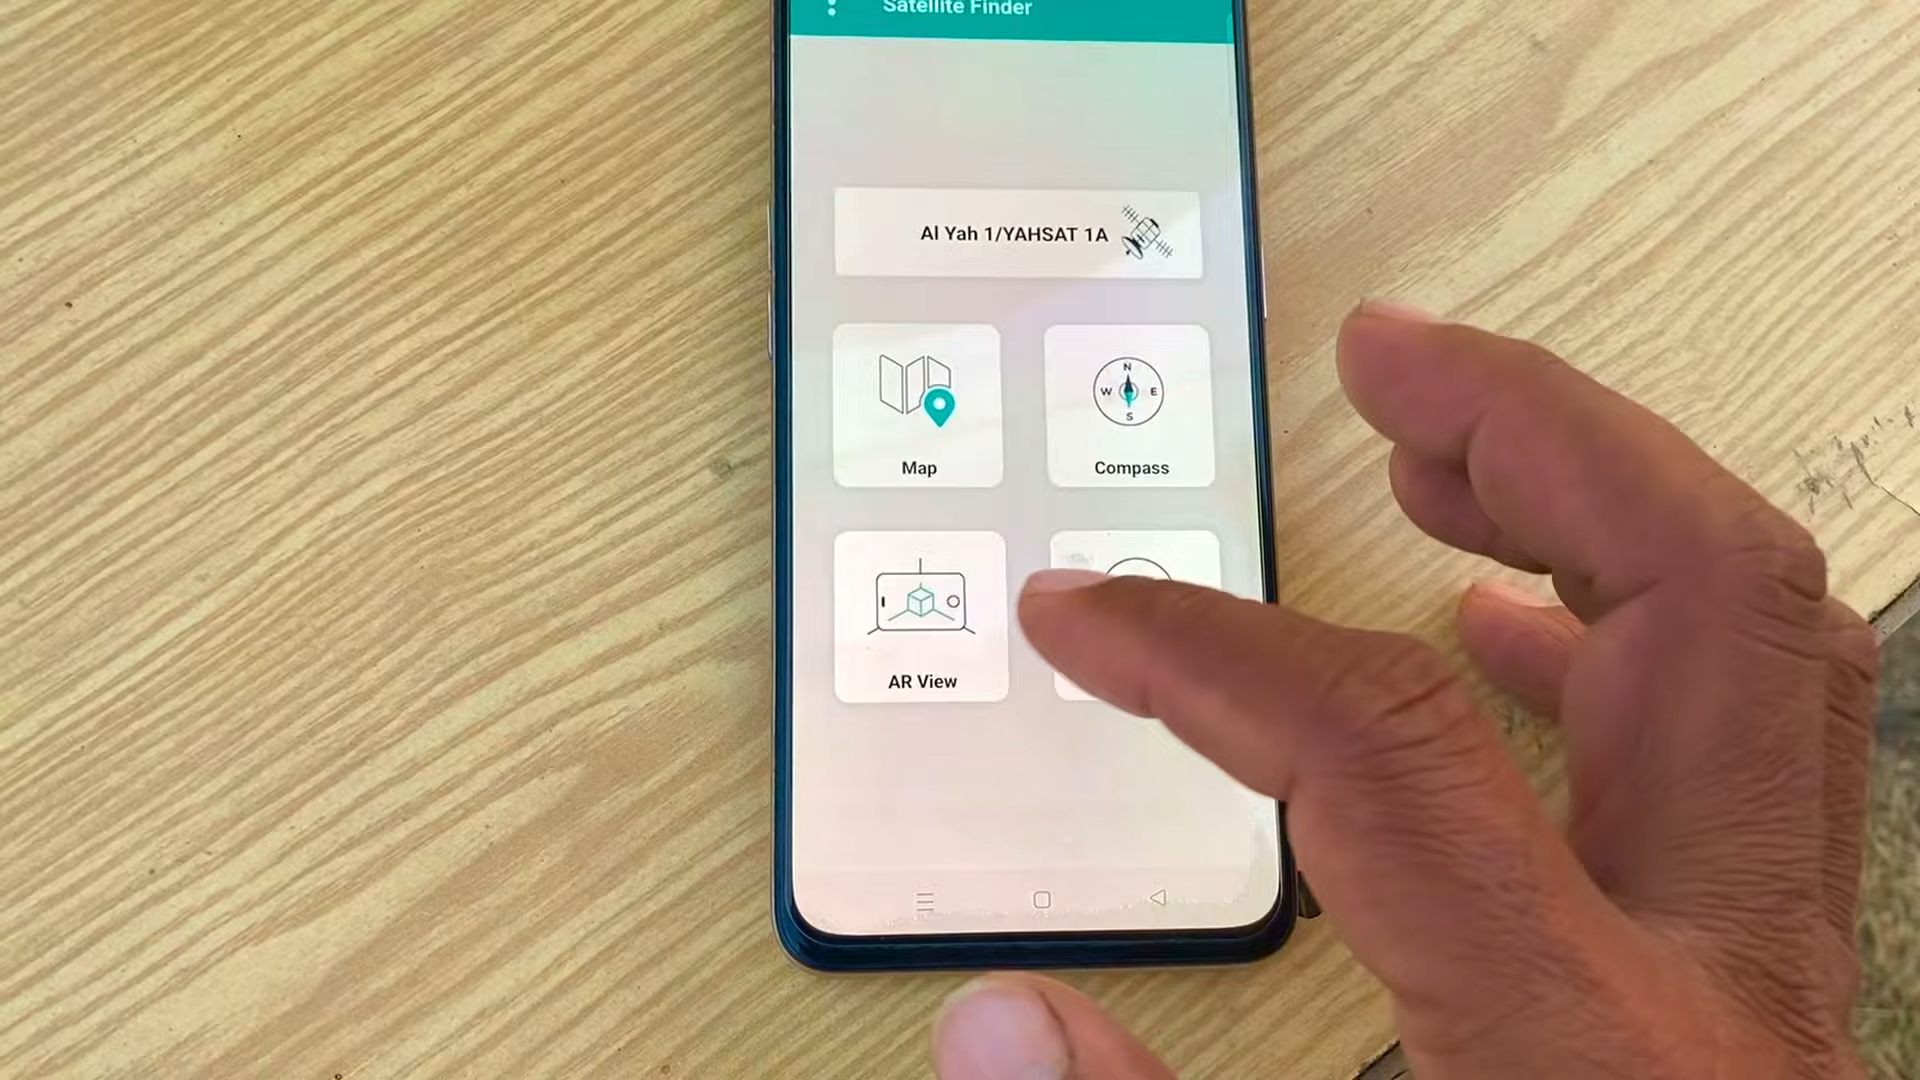 Satellite Finder
Al Yah 1/YAHSAT 1A
Map
Compass
N
W E
S
AR View